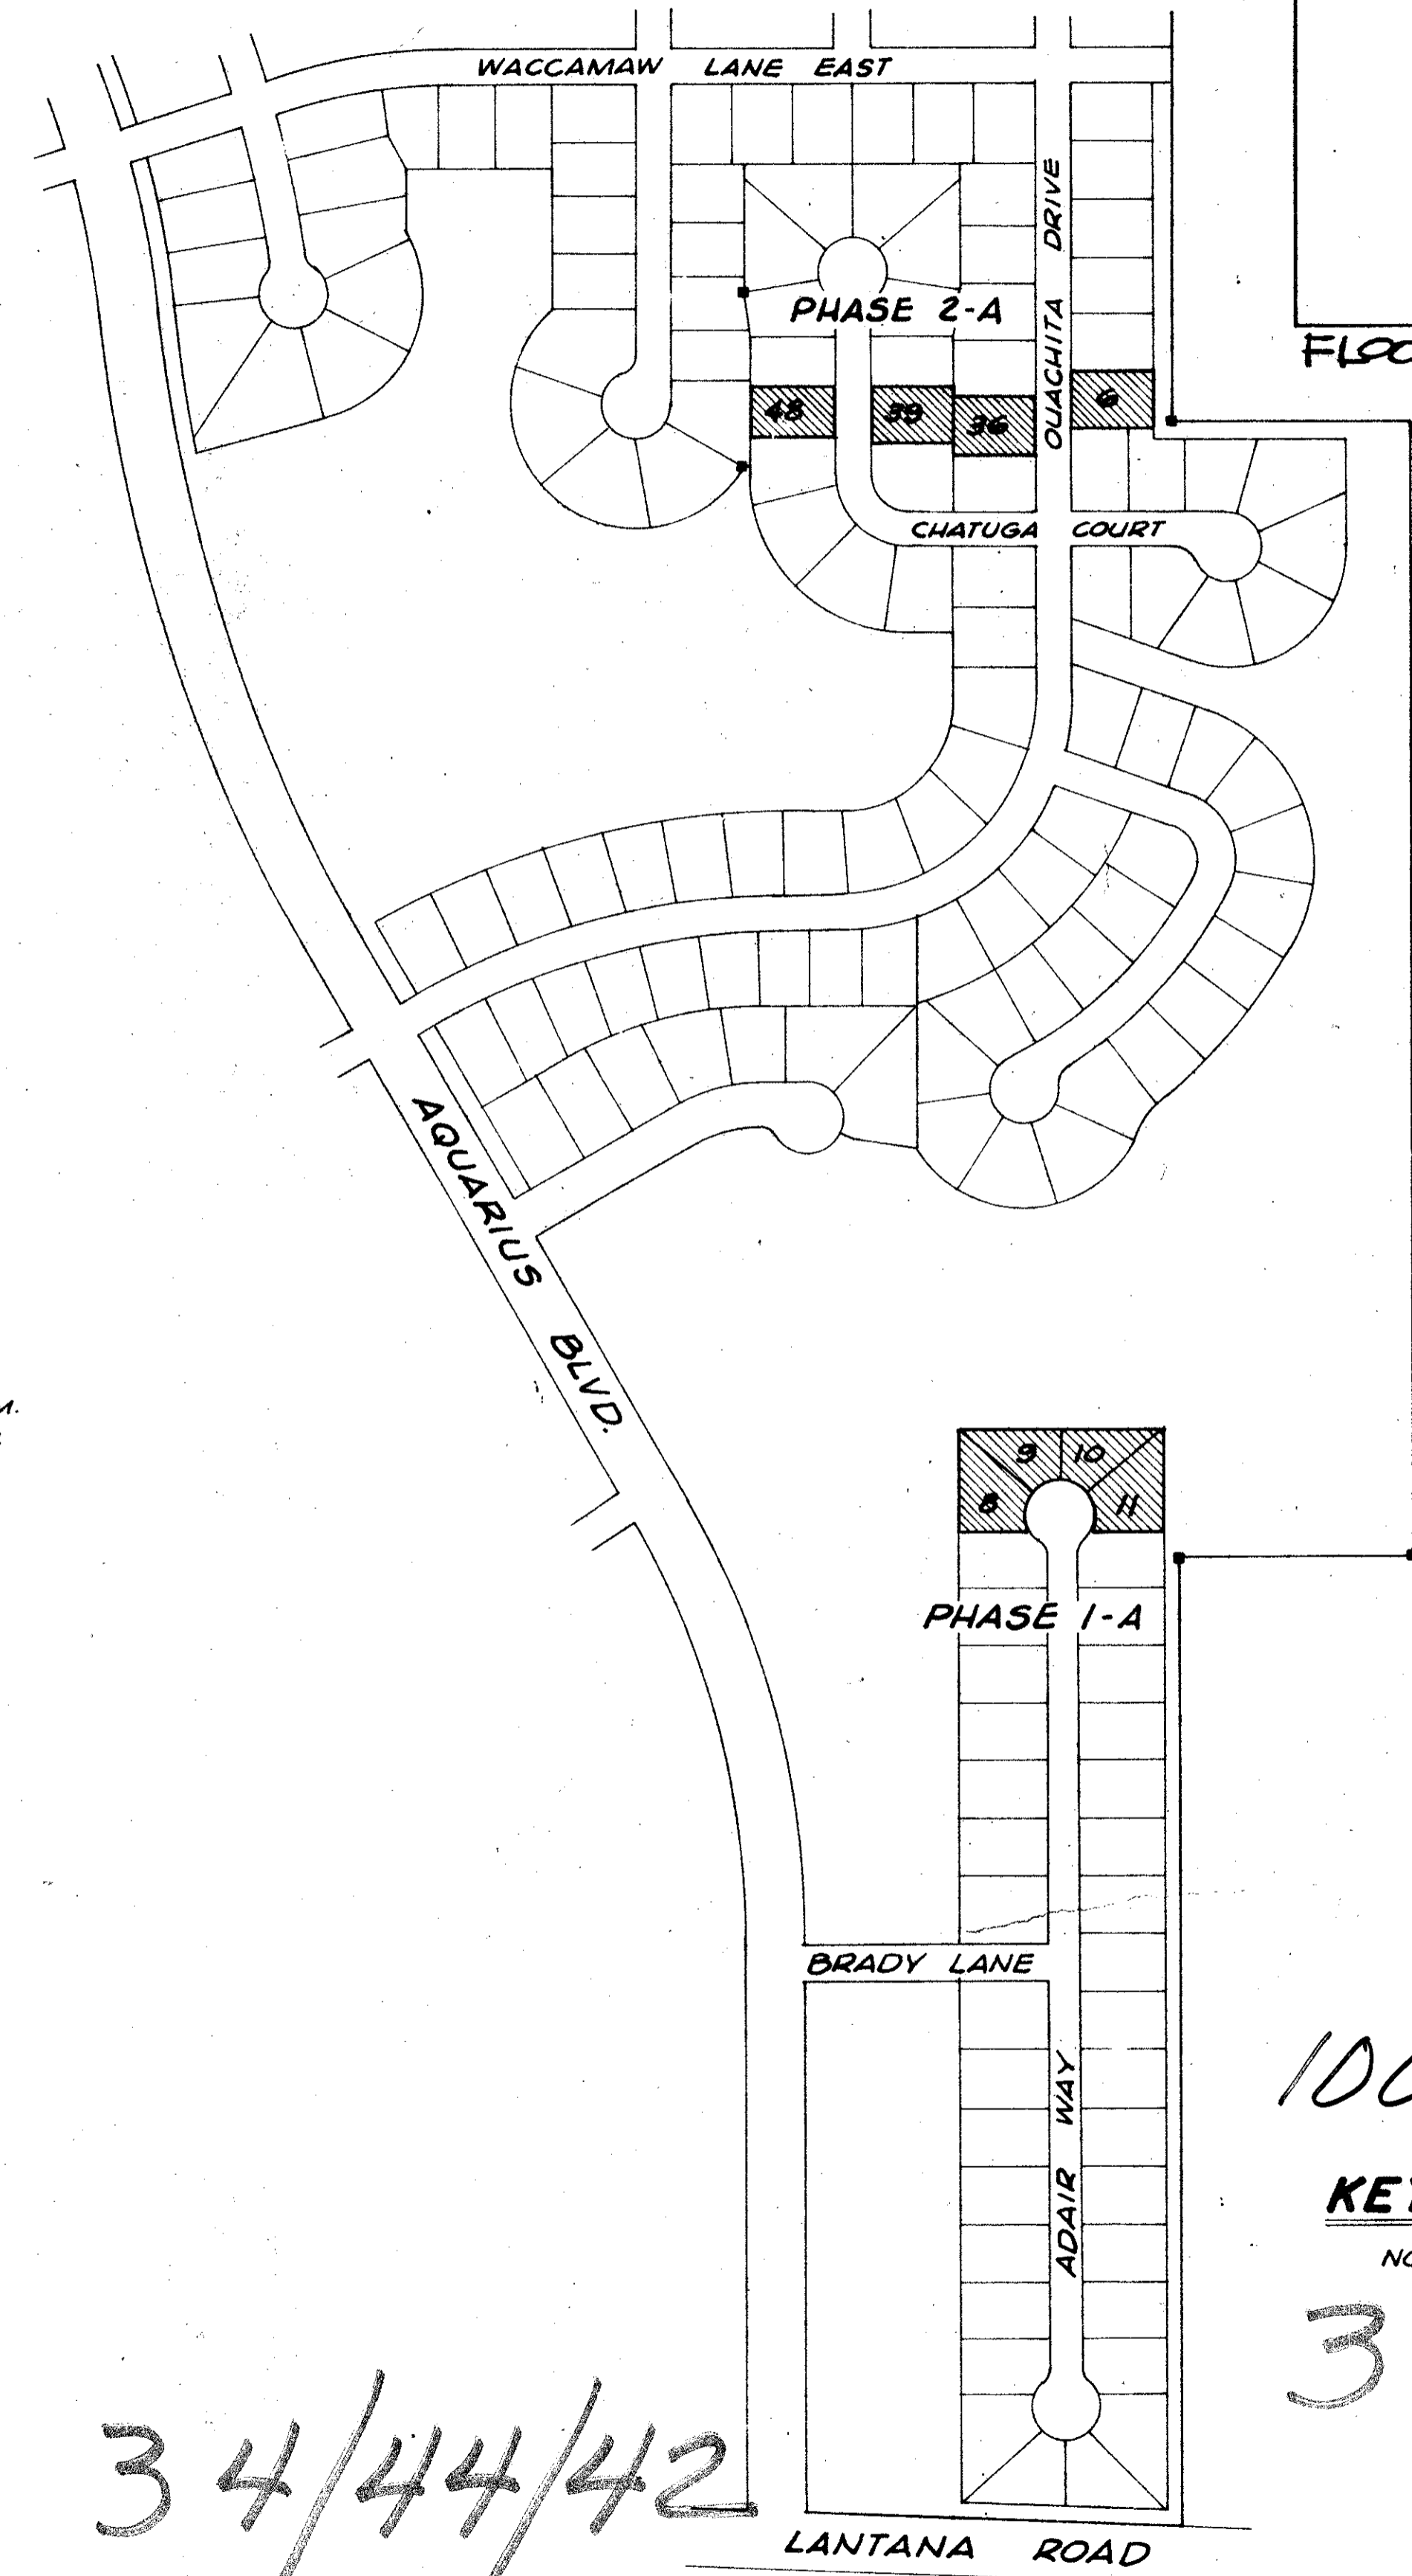 WACCAMAW LANE EAST
OUACHITA DRIVE
PHASE 2-A
FLOO
48
39
36
6
CHATUGA COURT
AQUARIUS BLVD.
M.
9 10
8 11
PHASE 1-A
BRADY LANE
ADAIR WAY
100
KEY
NO
3
34/44/42
LANTANA ROAD